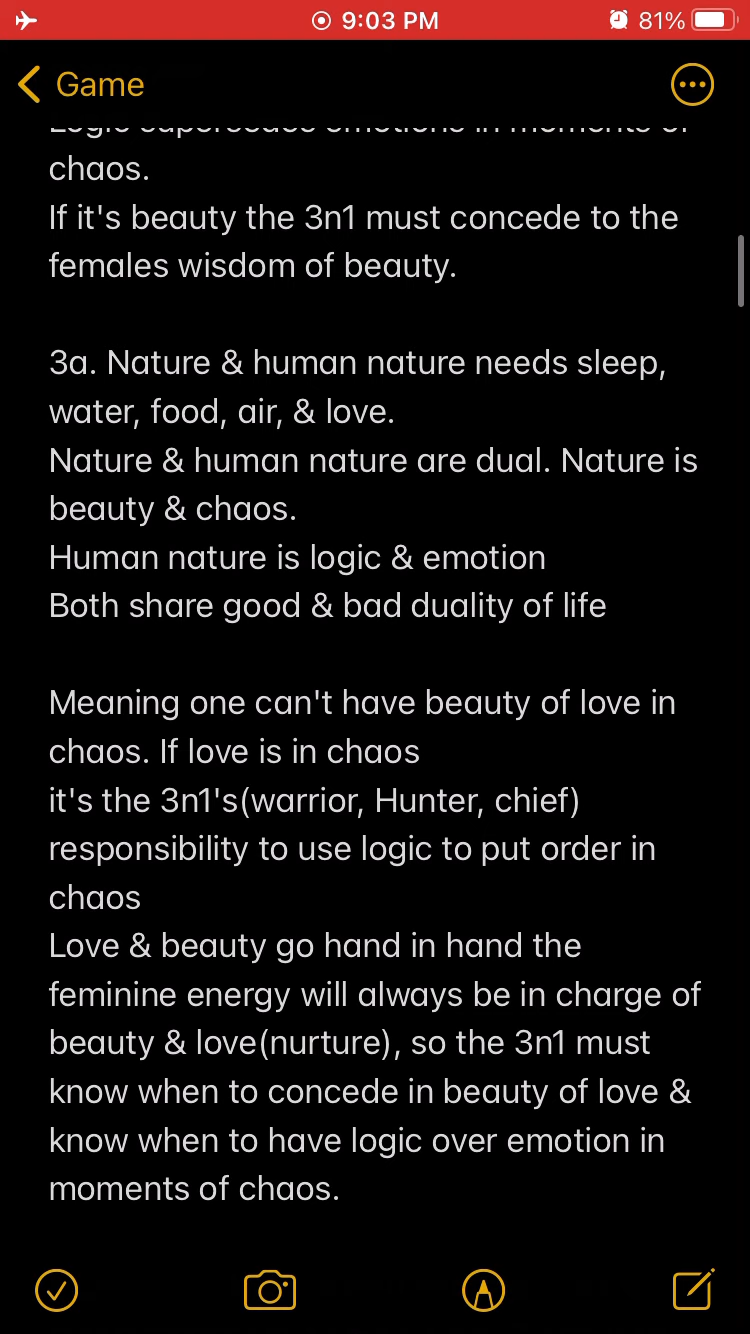 9:03 PM
81%
Game
chaos.
If it's beauty the 3n1 must concede to the
females wisdom of beauty.
3a. Nature & human nature needs sleep,
water, food, air, & love.
Nature & human nature are dual. Nature is
beauty & chaos.
Human nature is logic & emotion
Both share good & bad duality of life
Meaning one can't have beauty of love in
chaos. If love is in chaos
it's the 3n1's(warrior, Hunter, chief)
responsibility to use logic to put order in
chaos
Love & beauty go hand in hand the
feminine energy will always be in charge of
beauty & love(nurture), so the 3n1 must
know when to concede in beauty of love &
know when to have logic over emotion in
moments of chaos.